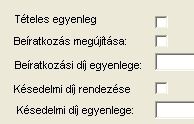 Tételes egyenleg
Beíratkozás megújítása:
Beíratkozási díj egyenlege:
Késedelmi díj rendezése
Késedelmi díj egyenlege: